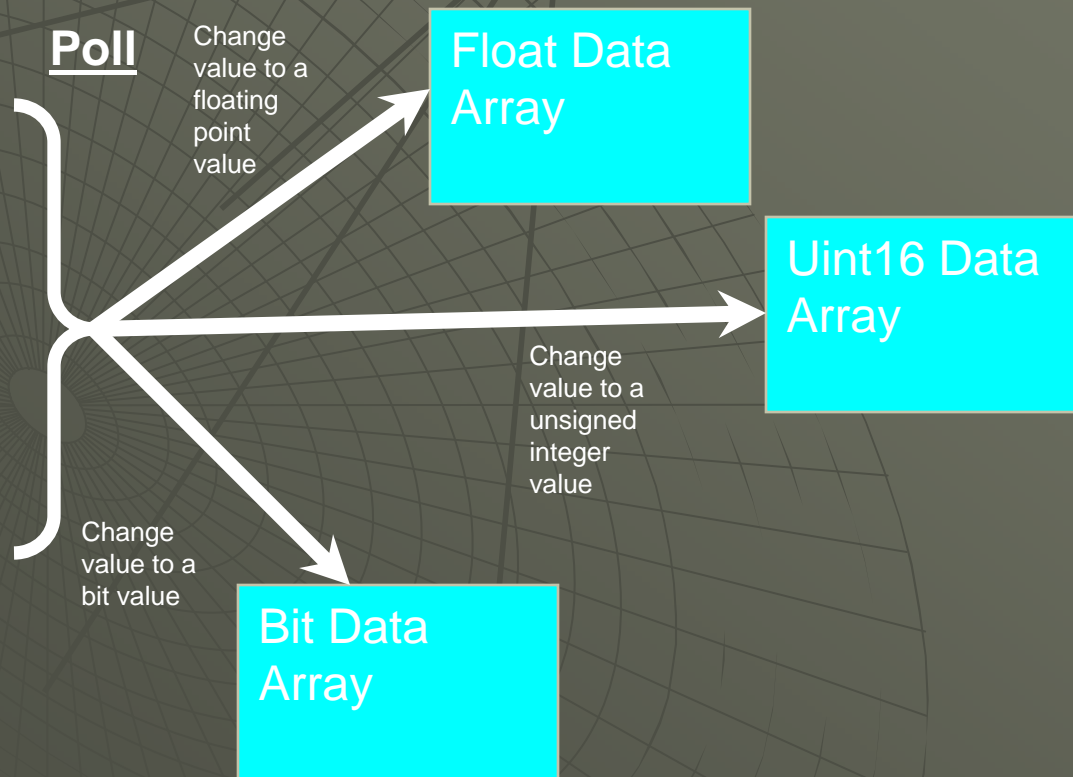 Poll
Change
value to a
floating
point
value
Float Data
Array
Uint16 Data
Array
Change
value to a
unsigned
integer
value
Change
value to a
bit value
Bit Data
Array